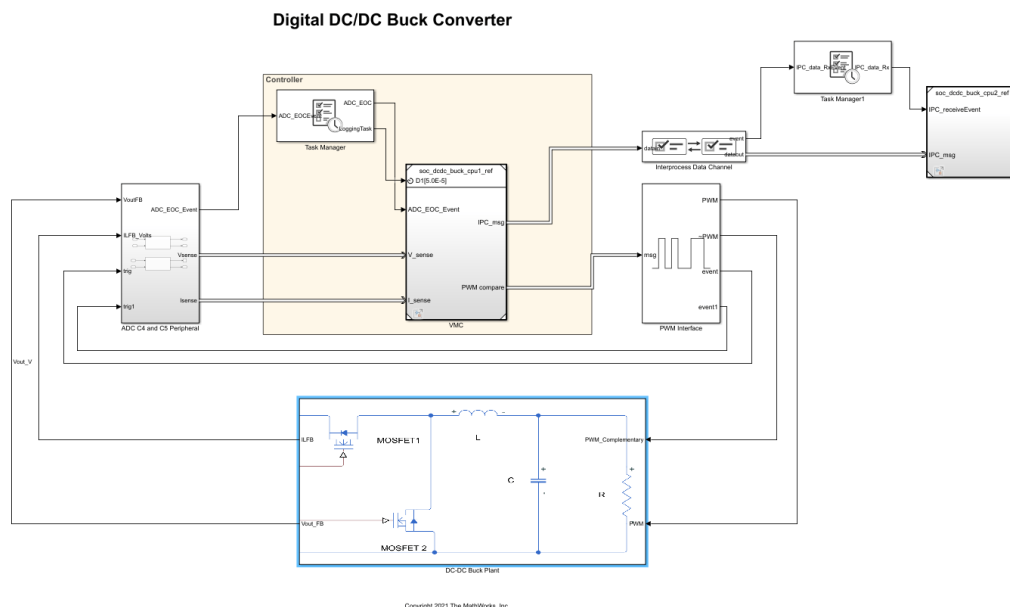 Digital DC/DC Buck Converter
IPC_data_Rx
Task Manager1
soc_dcdc_buck_cpu2_ref
IPC_receiveEvent
IPC_msg
Controller
ADC_EOC
LoggingTask
Task Manager
event
dataout
Interprocess Data Channel
soc_dcdc_buck_cpu1_ref
D1[5.0E-5]
ADC_EOC_Event
IPC_msg
V_sense
PWM compare
I_sense
VMC
VoutFB
ADC_EOC_Event
ILFB_Volts
Vsense
trig
Isense
trig1
ADC C4 and C5 Peripheral
PWM
~PWM
msg
event
event1
PWM Interface
Vout_V
+ -
L
MOSFET1
ILFB
PWM_Complementary
C
+
-
R
+
Vout_FB
PWM
MOSFET 2
DC-DC Buck Plant
Copyright 2021 The MathWorks, Inc.